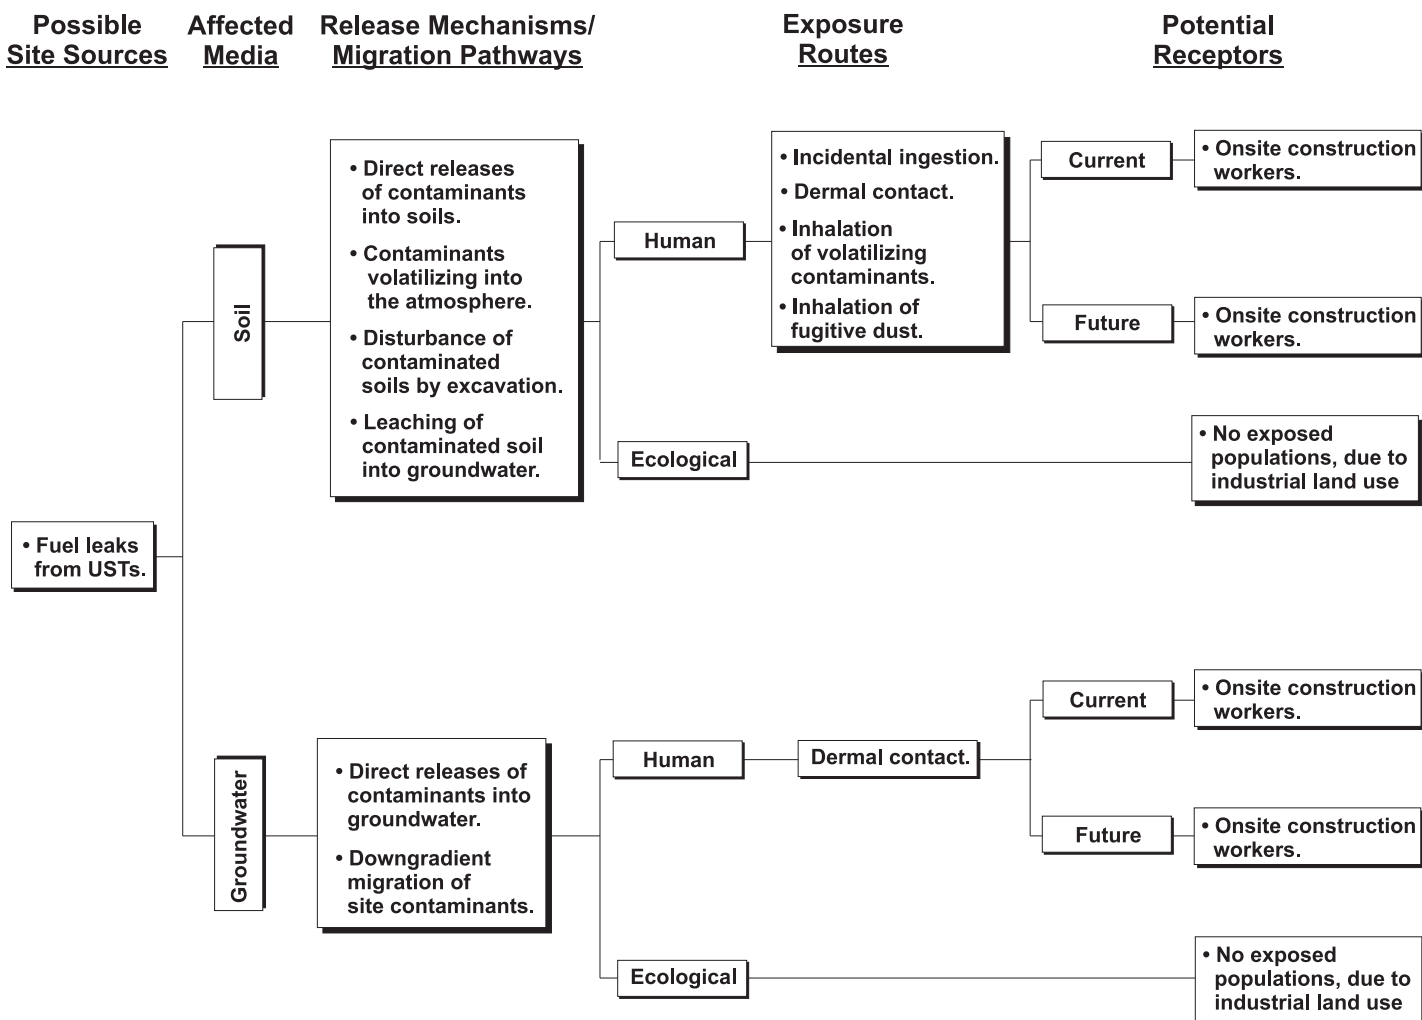 Possible
Site Sources
Affected
Media
Release Mechanisms/
Migration Pathways
Exposure
Routes
Potential
Receptors
• Fuel leaks
from USTs.
Soil
• Direct releases
of contaminants
into soils.
• Contaminants
volatilizing into
the atmosphere.
• Disturbance of
contaminated
soils by excavation.
• Leaching of
contaminated soil
into groundwater.
Human
• Incidental ingestion.
• Dermal contact.
• Inhalation
of volatilizing
contaminants.
• Inhalation of
fugitive dust.
Current
• Onsite construction
workers.
Future
• Onsite construction
workers.
Ecological
• No exposed
populations, due to
industrial land use
Groundwater
• Direct releases of
contaminants into
groundwater.
• Downgradient
migration of
site contaminants.
Human
Dermal contact.
Current
• Onsite construction
workers.
Future
• Onsite construction
workers.
Ecological
• No exposed
populations, due to
industrial land use